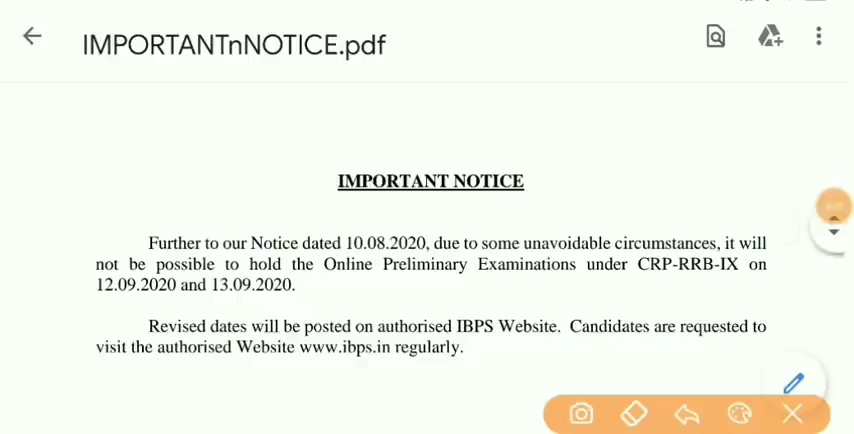 IMPORTANTnNOTICE.pdf
IMPORTANT NOTICE
Further to our Notice dated 10.08.2020, due to some unavoidable circumstances, it will
not be possible to hold the Online Preliminary Examinations under CRP-RRB-IX on
12.09.2020 and 13.09.2020.
Revised dates will be posted on authorised IBPS Website. Candidates are requested to
visit the authorised Website www.ibps.in regularly.